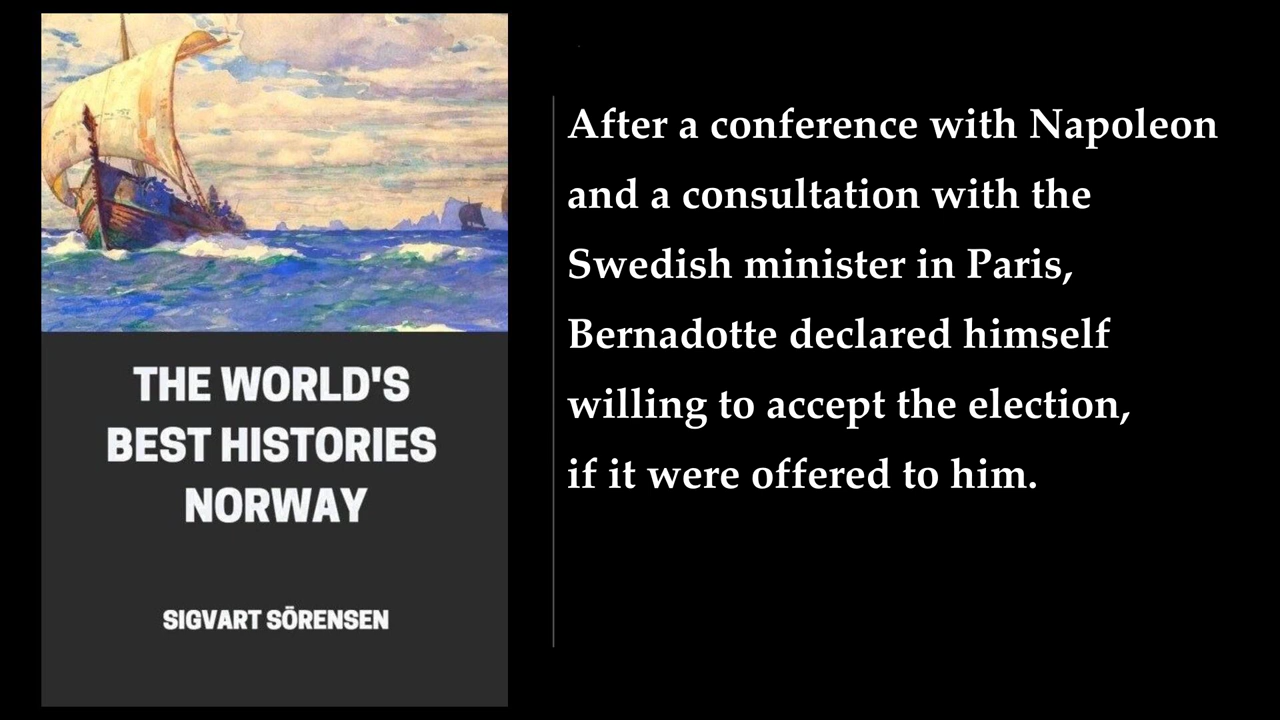 THE WORLD'S
BEST HISTORIES
NORWAY
SIGVART SÖRENSEN
After a conference with Napoleon
and a consultation with the
Swedish minister in Paris,
Bernadotte declared himself
willing to accept the election,
if it were offered to him.